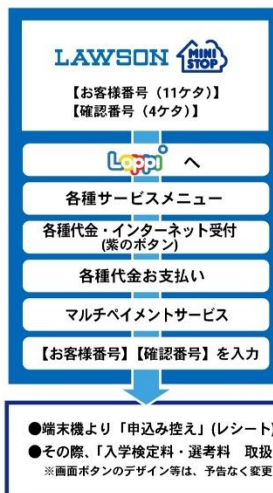 LAWSON MINI STOP
【お客様番号（11ケタ）】
【確認番号（4ケタ）】
Loppi へ
各種サービスメニュー
各種代金・インターネット受付
(紫のボタン)
各種代金お支払い
マルチペイメントサービス
【お客様番号】【確認番号】を入力
●端末機より「申込み控え」(レシート)
●その際、「入学検定料・選考料　取扱
※画面ボタンのデザイン等は、予告なく変更